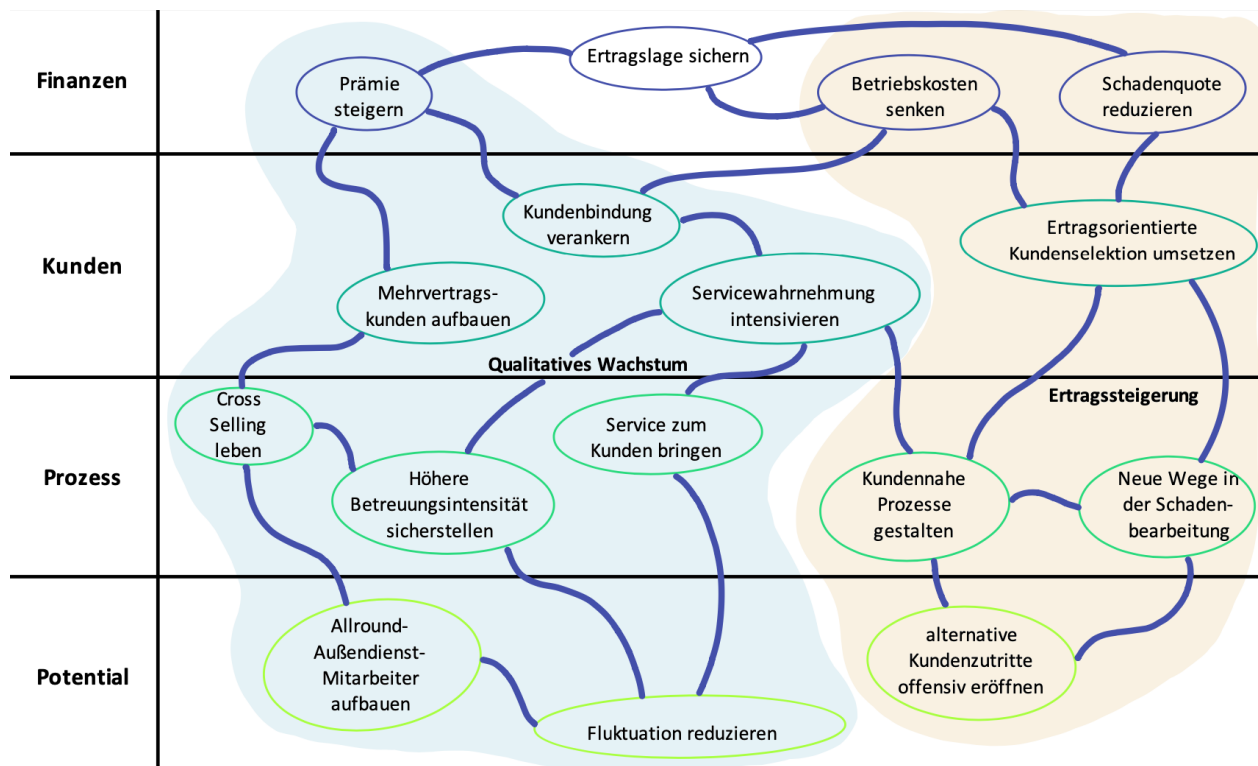 Finanzen
Ertragslage sichern
Prämie
steigern
Betriebskosten
senken
Schadenquote
reduzieren
Kunden
Kundenbindung
verankern
Ertragsorientierte
Kundenselektion umsetzen
Mehrvertrags-
kunden aufbauen
Servicewahrnehmung
intensivieren
Qualitatives Wachstum
Prozess
Cross
Selling
leben
Service zum
Kunden bringen
Ertragssteigerung
Höhere
Betreuungsintensität
sicherstellen
Kundennahe
Prozesse
gestalten
Neue Wege in
der Schaden-
bearbeitung
Potential
Allround-
Außendienst-
Mitarbeiter
aufbauen
Fluktuation reduzieren
alternative
Kundenzutritte
offensiv eröffnen